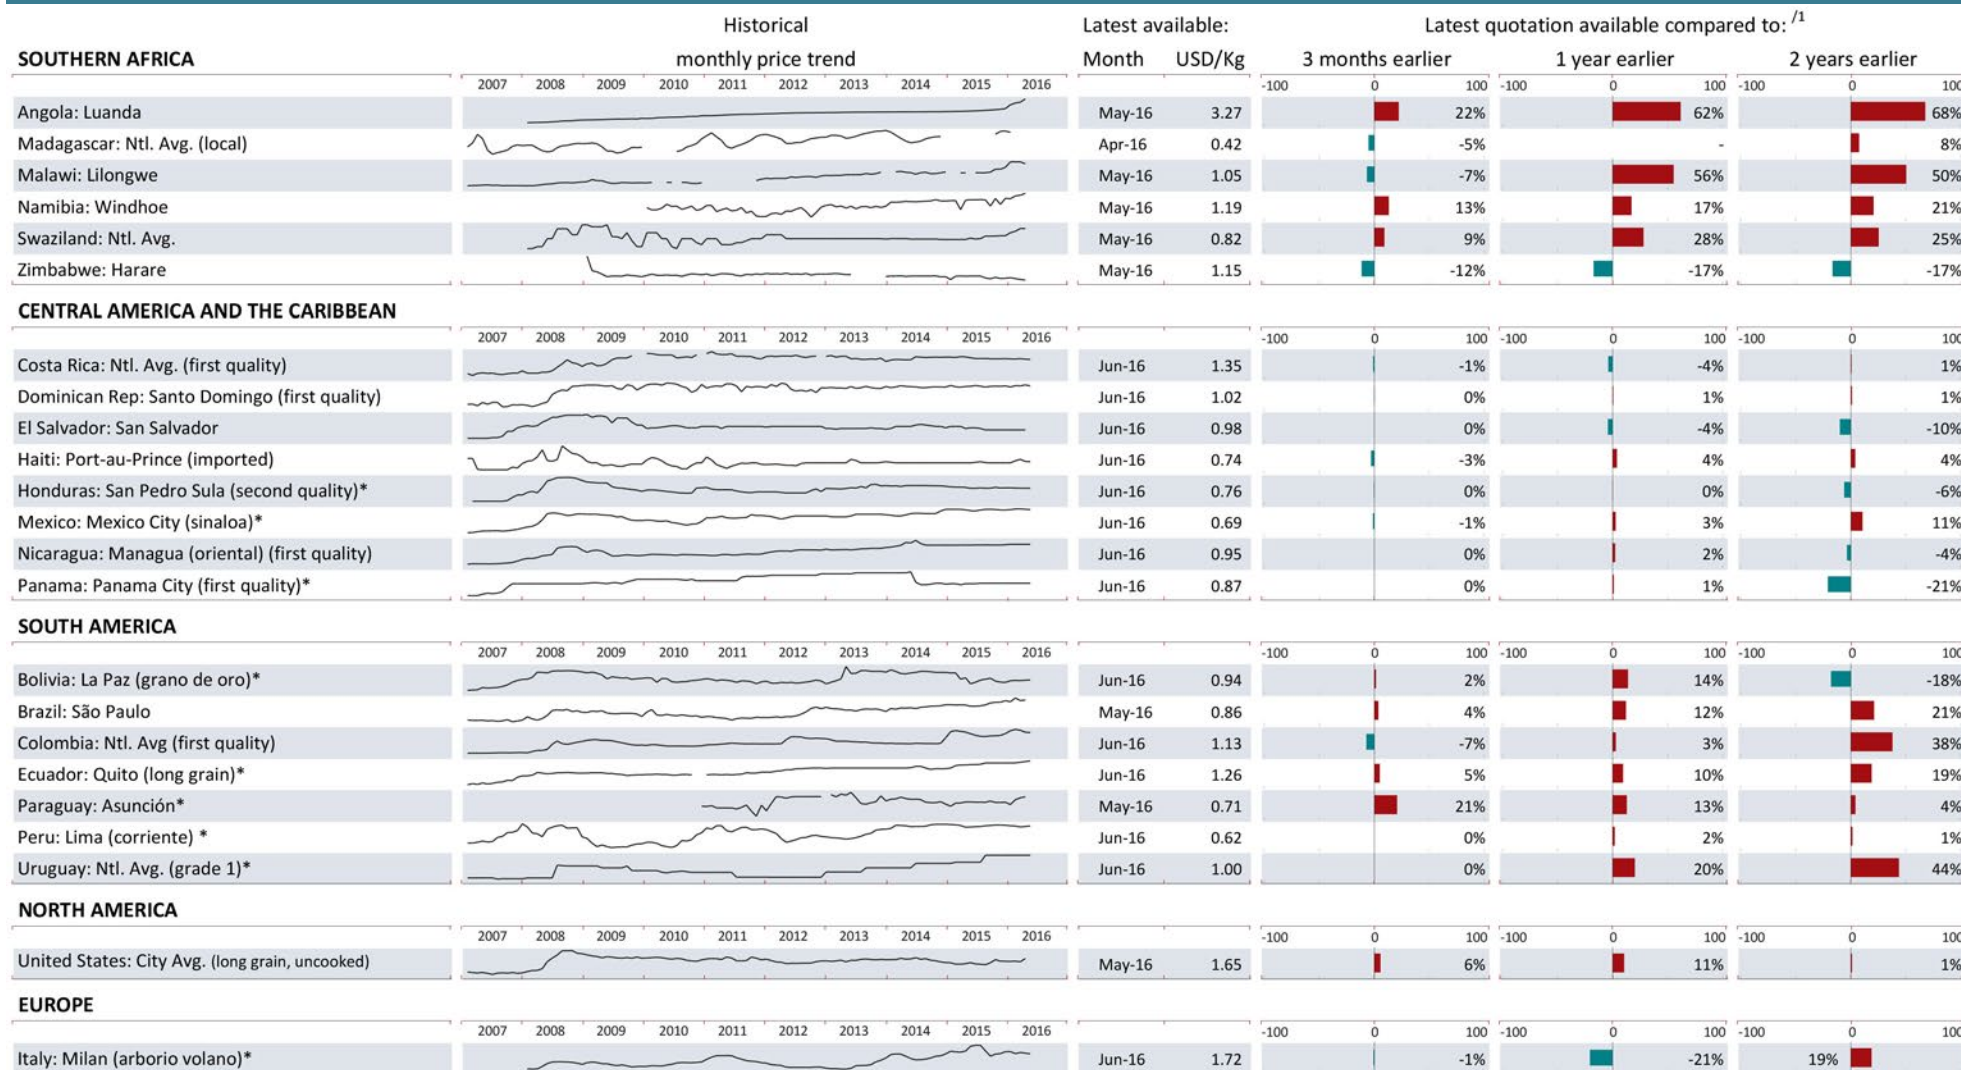 Historical Latest available: Latest quotation available compared to: /1
SOUTHERN AFRICA monthly price trend Month USD/Kg 3 months earlier 1 year earlier 2 years earlier
2007 2008 2009 2010 2011 2012 2013 2014 2015 2016 -100 0 100 -100 0 100 -100 0 100
Angola: Luanda May-16 3.27 22% 62% 68%
Madagascar: Ntl. Avg. (local) Apr-16 0.42 -5% - 8%
Malawi: Lilongwe May-16 1.05 -7% 56% 50%
Namibia: Windhoe May-16 1.19 13% 17% 21%
Swaziland: Ntl. Avg. May-16 0.82 9% 28% 25%
Zimbabwe: Harare May-16 1.15 -12% -17% -17%
CENTRAL AMERICA AND THE CARIBBEAN
2007 2008 2009 2010 2011 2012 2013 2014 2015 2016 -100 0 100 -100 0 100 -100 0 100
Costa Rica: Ntl. Avg. (first quality) Jun-16 1.35 -1% -4% 1%
Dominican Rep: Santo Domingo (first quality) Jun-16 1.02 0% 1% 1%
El Salvador: San Salvador Jun-16 0.98 0% -4% -10%
Haiti: Port-au-Prince (imported) Jun-16 0.74 -3% 4% 4%
Honduras: San Pedro Sula (second quality)* Jun-16 0.76 0% 0% -6%
Mexico: Mexico City (sinaloa)* Jun-16 0.69 -1% 3% 11%
Nicaragua: Managua (oriental) (first quality) Jun-16 0.95 0% 2% -4%
Panama: Panama City (first quality)* Jun-16 0.87 0% 1% -21%
SOUTH AMERICA
2007 2008 2009 2010 2011 2012 2013 2014 2015 2016 -100 0 100 -100 0 100 -100 0 100
Bolivia: La Paz (grano de oro)* Jun-16 0.94 2% 14% -18%
Brazil: São Paulo May-16 0.86 4% 12% 21%
Colombia: Ntl. Avg (first quality) Jun-16 1.13 -7% 3% 38%
Ecuador: Quito (long grain)* Jun-16 1.26 5% 10% 19%
Paraguay: Asunción* May-16 0.71 21% 13% 4%
Peru: Lima (corriente) * Jun-16 0.62 0% 2% 1%
Uruguay: Ntl. Avg. (grade 1)* Jun-16 1.00 0% 20% 44%
NORTH AMERICA
2007 2008 2009 2010 2011 2012 2013 2014 2015 2016 -100 0 100 -100 0 100 -100 0 100
United States: City Avg. (long grain, uncooked) May-16 1.65 6% 11% 1%
EUROPE
2007 2008 2009 2010 2011 2012 2013 2014 2015 2016 -100 0 100 -100 0 100 -100 0 100
Italy: Milan (arborio volano)* Jun-16 1.72 -1% -21% 19%